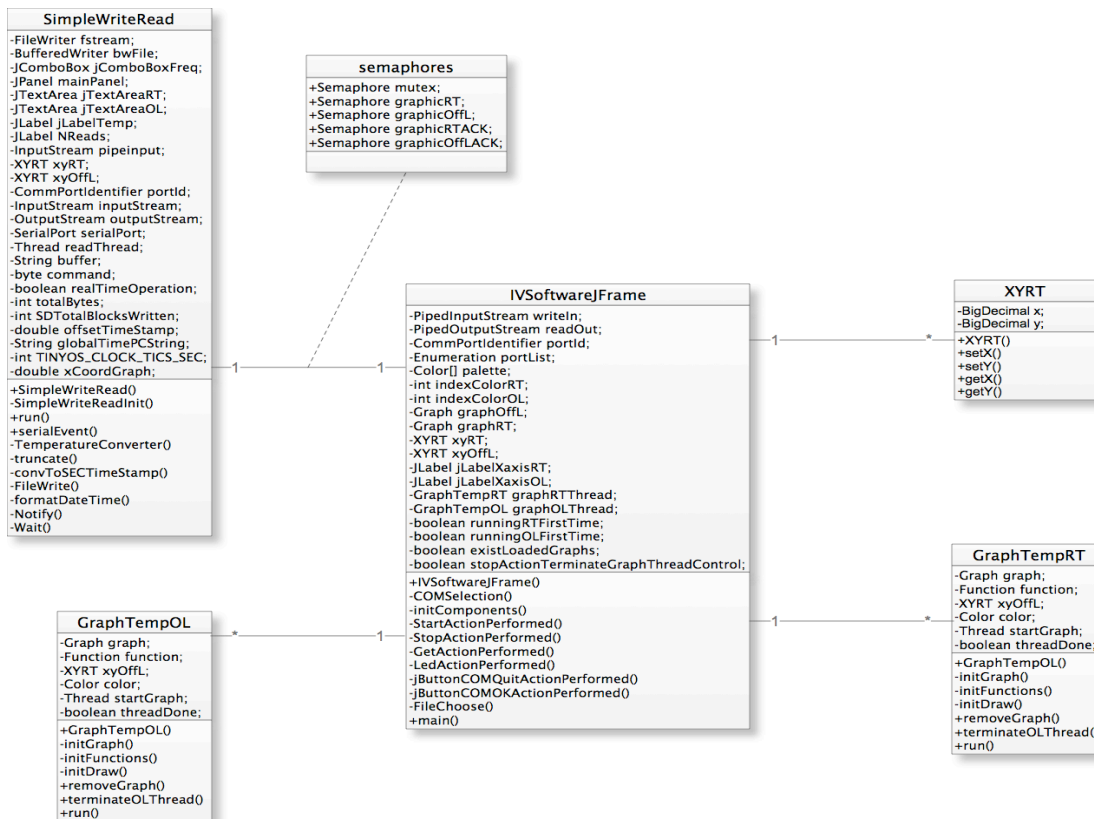 SimpleWriteRead
-FileWriter fstream;
-BufferedWriter bwFile;
-JComboBox jComboBoxFreq;
-JPanel mainPanel;
-JTextArea jTextAreaRT;
-JTextArea jTextAreaOL;
-JLabel jLabelTemp;
-JLabel NReads;
-InputStream pipeinput;
-XYRT xyRT;
-XYRT xyOffL;
-CommPortIdentifier portId;
-InputStream inputStream;
-OutputStream outputStream;
-SerialPort serialPort;
-Thread readThread;
-String buffer;
-byte command;
-boolean realTimeOperation;
-int totalBytes;
-int SDTotalBlocksWritten;
-double offsetTimeStamp;
-String globalTimePCString;
-int TINYOS_CLOCK_TICS_SEC;
-double xCoordGraph;
+SimpleWriteRead()
-SimpleWriteReadInit()
+run()
+serialEvent()
-TemperatureConverter()
-truncate()
-convToSECTimeStamp()
-FileWrite()
-formatDateTime()
-Notify()
-Wait()
semaphores
+Semaphore mutex;
+Semaphore graphicRT;
+Semaphore graphicOffL;
+Semaphore graphicRTACK;
+Semaphore graphicOffLACK;
1
1
IVSoftwareJFrame
-PipedInputStream writeIn;
-PipedOutputStream readOut;
-CommPortIdentifier portId;
-Enumeration portList;
-Color[] palette;
-int indexColorRT;
-int indexColorOL;
-Graph graphOffL;
-Graph graphRT;
-XYRT xyRT;
-XYRT xyOffL;
-JLabel jLabelXaxisRT;
-JLabel jLabelXaxisOL;
-GraphTempRT graphRTThread;
-GraphTempOL graphOLThread;
-boolean runningRTFirstTime;
-boolean runningOLFirstTime;
-boolean existLoadedGraphs;
-boolean stopActionTerminateGraphThreadControl;
+IVSoftwareJFrame()
-COMSelection()
-initComponents()
-StartActionPerformed()
-StopActionPerformed()
-GetActionPerformed()
-LedActionPerformed()
-jButtonCOMQuitActionPerformed()
-jButtonCOMOKActionPerformed()
-FileChoose()
+main()
1
*
XYRT
-BigDecimal x;
-BigDecimal y;
+XYRT()
+setX()
+setY()
+getX()
+getY()
1
*
GraphTempRT
-Graph graph;
-Function function;
-XYRT xyOffL;
-Color color;
-Thread startGraph;
-boolean threadDone;
+GraphTempOL()
-initGraph()
-initFunctions()
-initDraw()
+removeGraph()
+terminateOLThread()
+run()
*
1
GraphTempOL
-Graph graph;
-Function function;
-XYRT xyOffL;
-Color color;
-Thread startGraph;
-boolean threadDone;
+GraphTempOL()
-initGraph()
-initFunctions()
-initDraw()
+removeGraph()
+terminateOLThread()
+run()